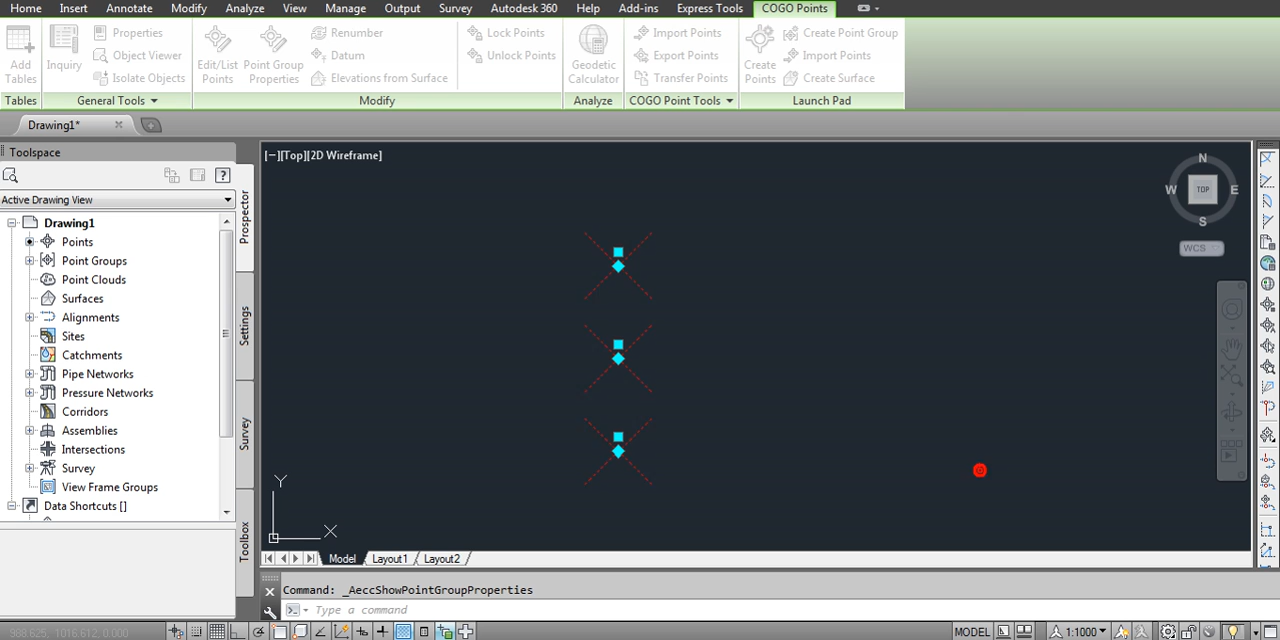 Home Insert Annotate Modify Analyze View Manage Output Survey Autodesk 360 Help Add-ins Express Tools COGO Points
Add Tables
Inquiry
Properties
Object Viewer
Isolate Objects
Edit/List Points
Point Group Properties
Renumber
Datum
Elevations from Surface
Lock Points
Unlock Points
Geodetic Calculator
Import Points
Export Points
Transfer Points
Create Points
Create Point Group
Import Points
Create Surface
Tables General Tools Modify Analyze COGO Point Tools Launch Pad
Drawing1*
Toolspace
Active Drawing View
Drawing1
Points
Point Groups
Point Clouds
Surfaces
Alignments
Sites
Catchments
Pipe Networks
Pressure Networks
Corridors
Assemblies
Intersections
Survey
View Frame Groups
Data Shortcuts []
Prospector
Settings
Survey
Toolbox
[−][Top][2D Wireframe]
N
W TOP E
S
WCS
Y
X
Model Layout1 Layout2
Command: _AeccShowPointGroupProperties
Type a command
988.625, 1016.612, 0.000
MODEL 1:1000